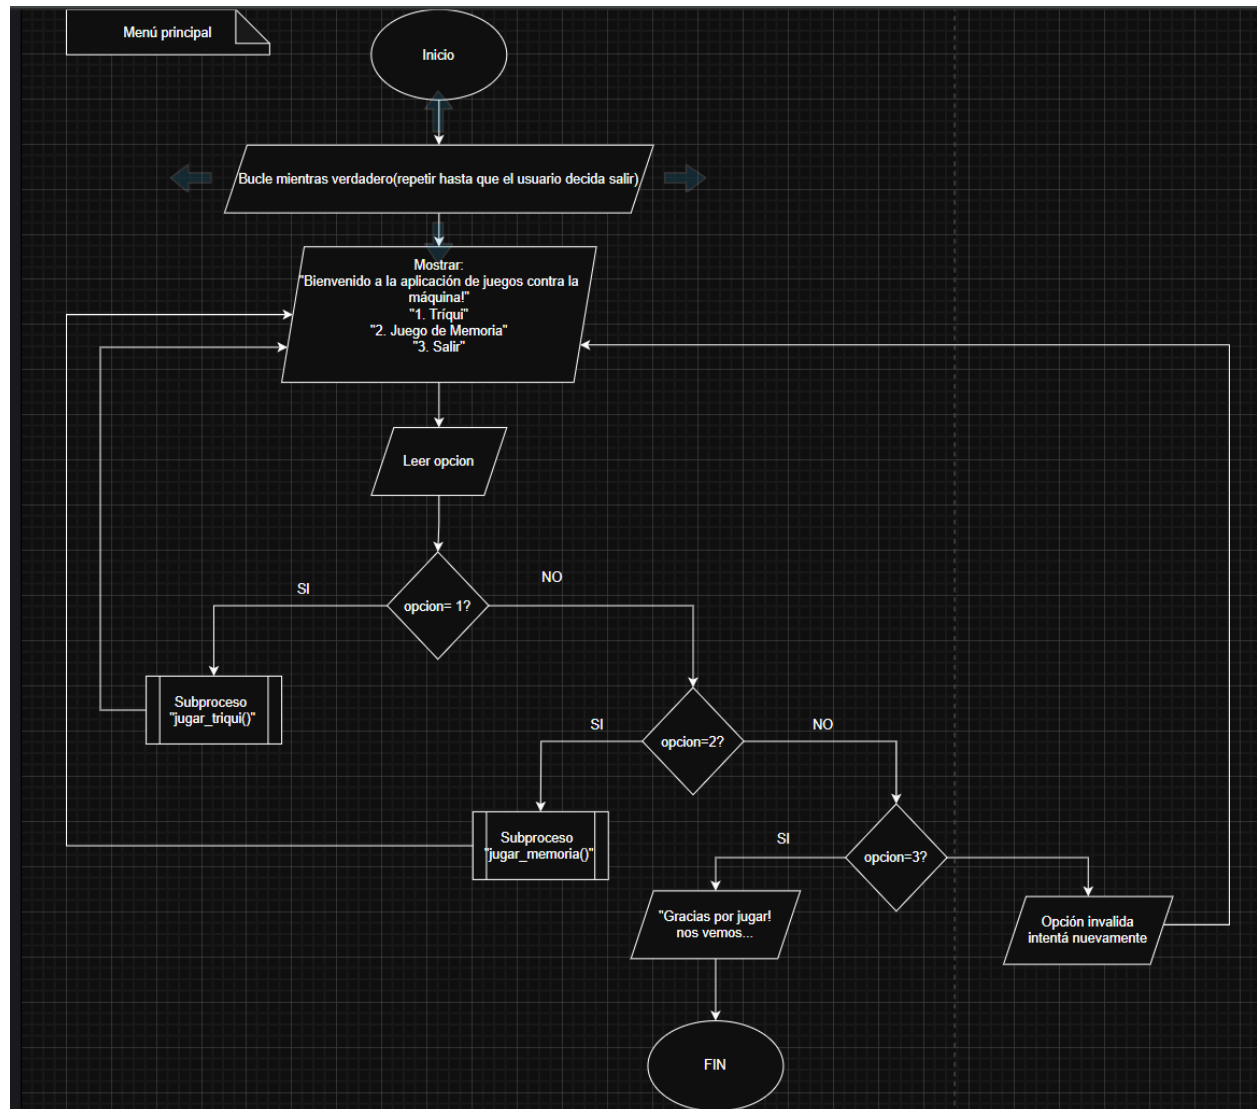 Menú principal
Inicio
Bucle mientras verdadero(repetir hasta que el usuario decida salir)
Mostrar:
"Bienvenido a la aplicación de juegos contra la
máquina!"
"1. Tríqui"
"2. Juego de Memoria"
"3. Salir"
Leer opcion
opcion= 1?
SI
NO
Subproceso
"jugar_triqui()"
opcion=2?
SI
NO
Subproceso
"jugar_memoria()"
opcion=3?
SI
"Gracias por jugar!
nos vemos...
Opción invalida
intentá nuevamente
FIN